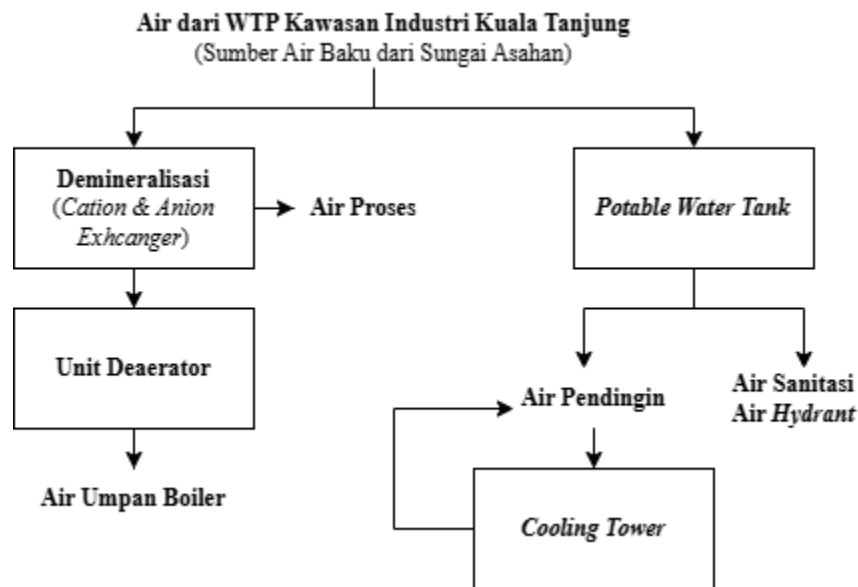 Air dari WTP Kawasan Industri Kuala Tanjung
(Sumber Air Baku dari Sungai Asahan)
Demineralisasi
(Cation & Anion
Exhcanger)
Air Proses
Potable Water Tank
Unit Deaerator
Air Pendingin
Air Sanitasi
Air Hydrant
Air Umpan Boiler
Cooling Tower